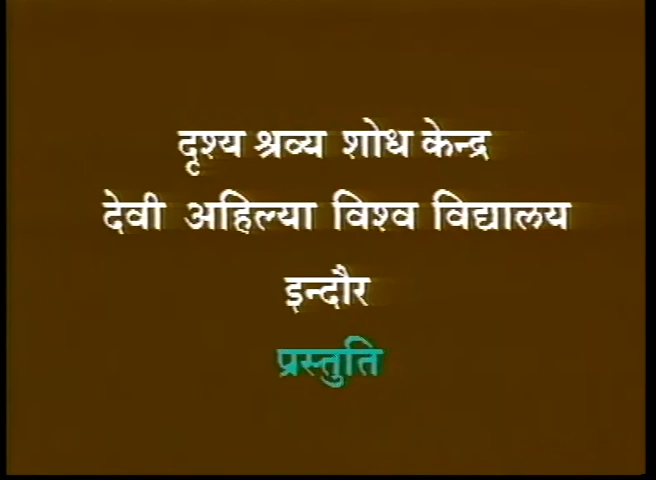 दृश्य श्रव्य शोध केन्द्र
देवी अहिल्या विश्व विद्यालय
इन्दौर
प्रस्तुति